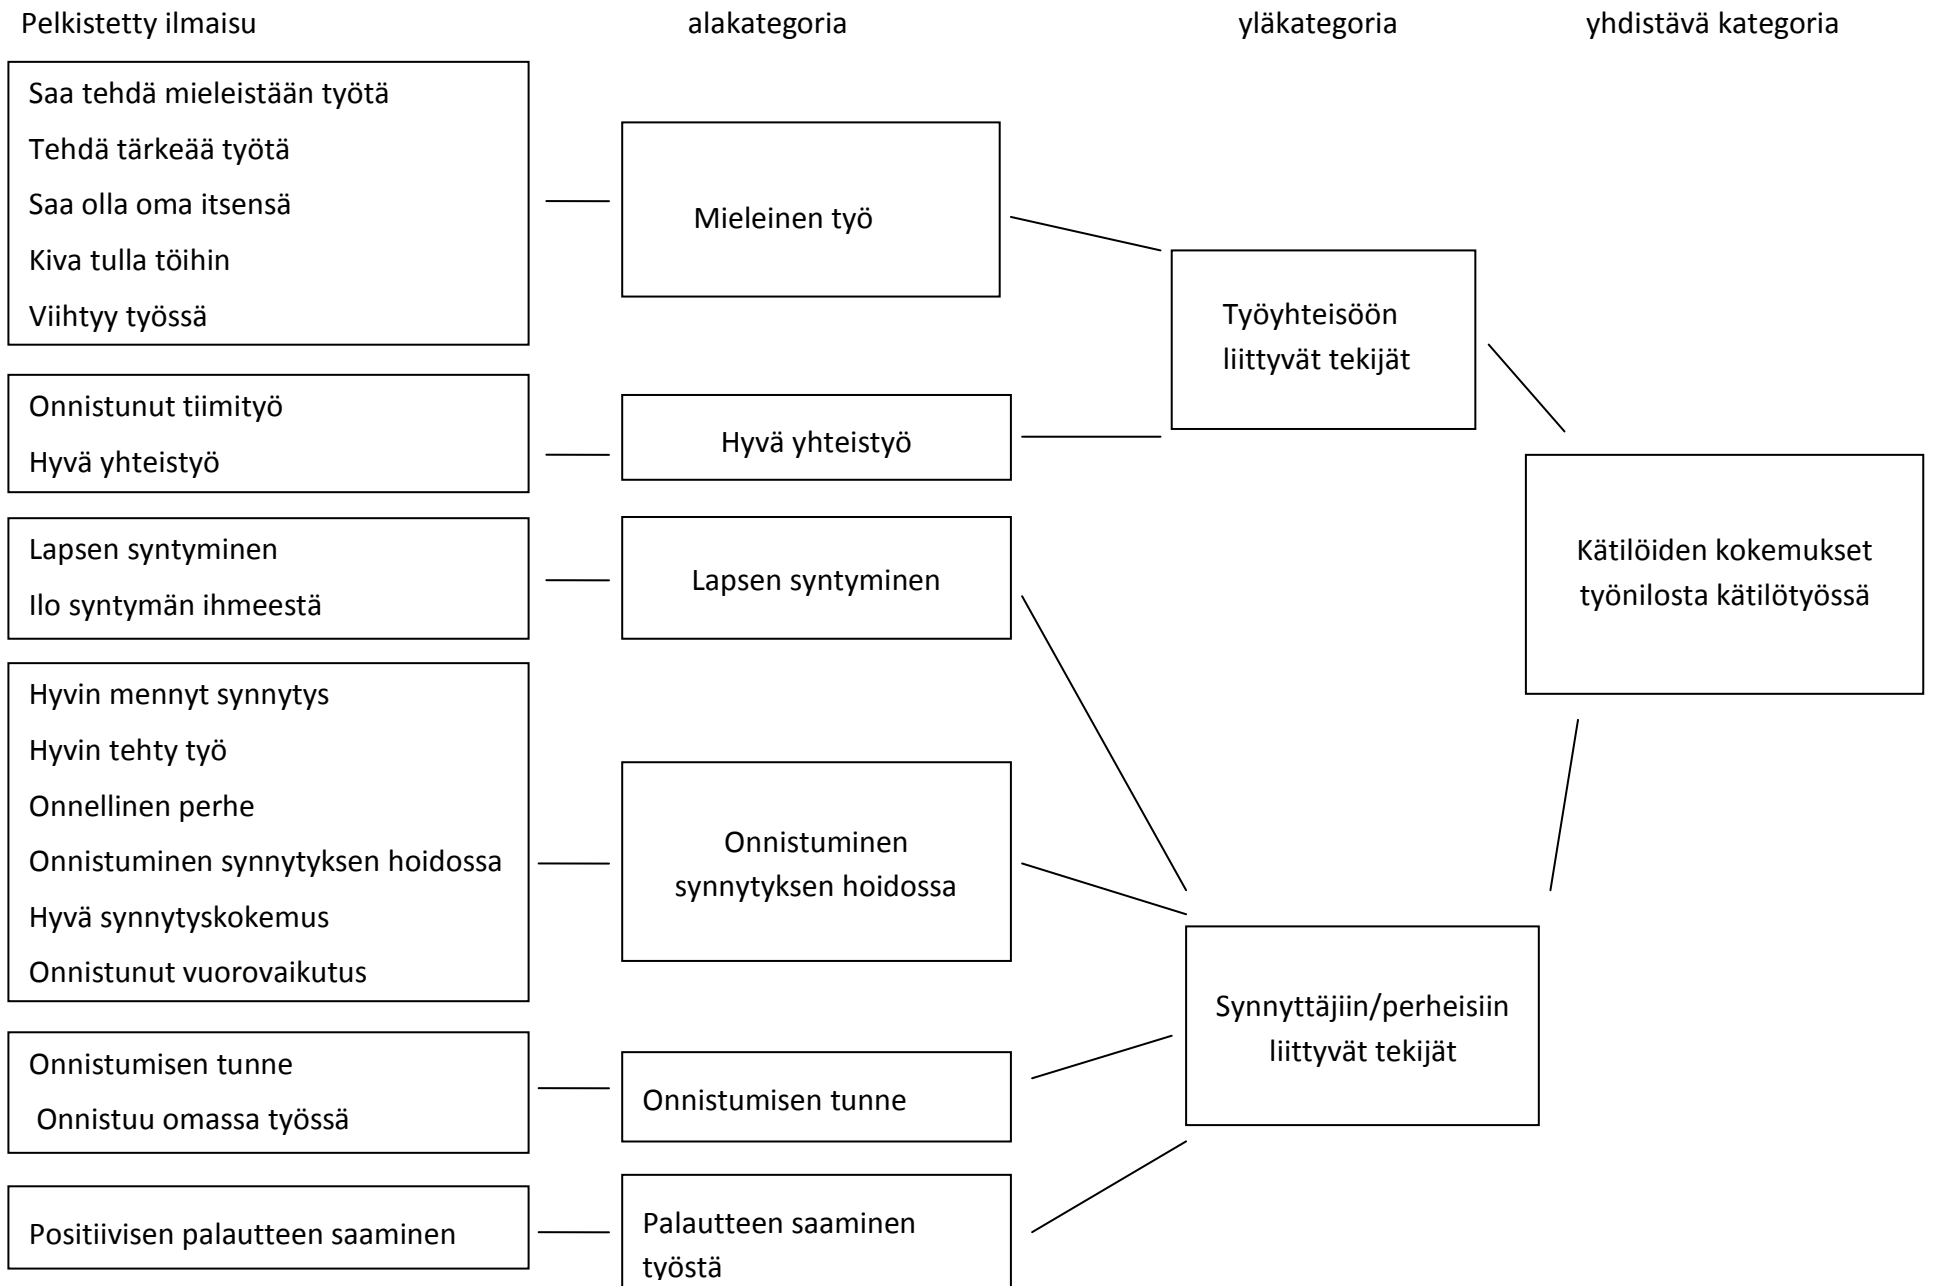 Pelkistetty ilmaisu
alakategoria
yläkategoria
yhdistävä kategoria
Saa tehdä mieleistään työtä
Tehdä tärkeää työtä
Saa olla oma itsensä
Kiva tulla töihin
Viihtyy työssä
Mieleinen työ
Työyhteisöön
liittyvät tekijät
Onnistunut tiimityö
Hyvä yhteistyö
Hyvä yhteistyö
Lapsen syntyminen
Ilo syntymän ihmeestä
Lapsen syntyminen
Kätilöiden kokemukset
työnilosta kätilötyössä
Hyvin mennyt synnytys
Hyvin tehty työ
Onnellinen perhe
Onnistuminen synnytyksen hoidossa
Hyvä synnytyskokemus
Onnistunut vuorovaikutus
Onnistuminen
synnytyksen hoidossa
Synnyttäjiin/perheisiin
liittyvät tekijät
Onnistumisen tunne
Onnistuu omassa työssä
Onnistumisen tunne
Positiivisen palautteen saaminen
Palautteen saaminen
työstä